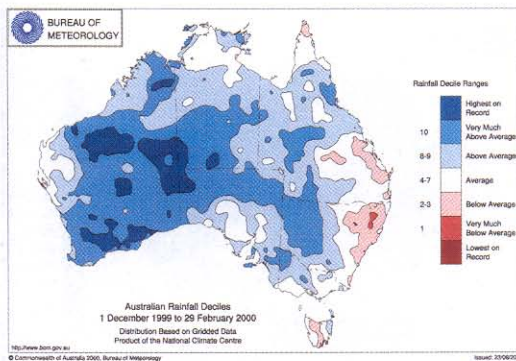 BUREAU OF
METEOROLOGY
Rainfall Decile Ranges
Highest on
Record
10
Very Much
Above Average
8-9
Above Average
4-7
Average
2-3
Below Average
1
Very Much
Below Average
Lowest on
Record
Australian Rainfall Deciles
1 December 1999 to 29 February 2000
Distribution Based on Gridded Data
Product of the National Climate Centre
http://www.bom.gov.au
© Commonwealth of Australia 2000, Bureau of Meteorology
Issued: